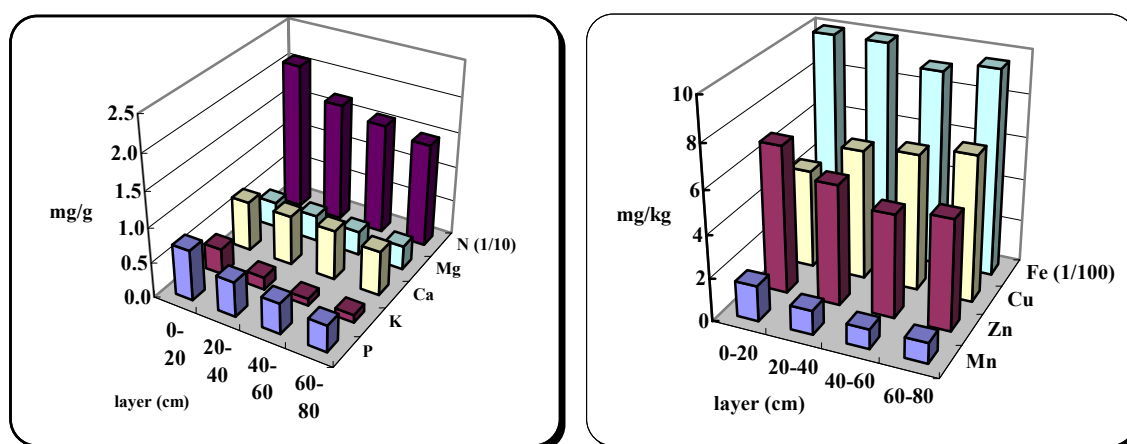 2.5
2.0
1.5
1.0
0.5
0.0
mg/g
0-
20
20-
40
40-
60
60-
80
layer (cm)
P
K
Ca
Mg
N (1/10)
10
8
6
4
2
0
mg/kg
0-20
20-40
40-60
60-80
layer (cm)
Mn
Zn
Cu
Fe (1/100)